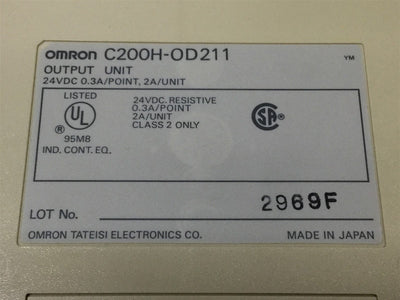 OMRON C200H-OD211
OUTPUT UNIT
24VDC 0.3A/POINT, 2A/UNIT
YM
LISTED
UL
®
95M8
IND. CONT. EQ.
24VDC. RESISTIVE
0.3A/POINT
2A/UNIT
CLASS 2 ONLY
SA
®
LOT No.
2969F
OMRON TATEISI ELECTRONICS CO.
MADE IN JAPAN